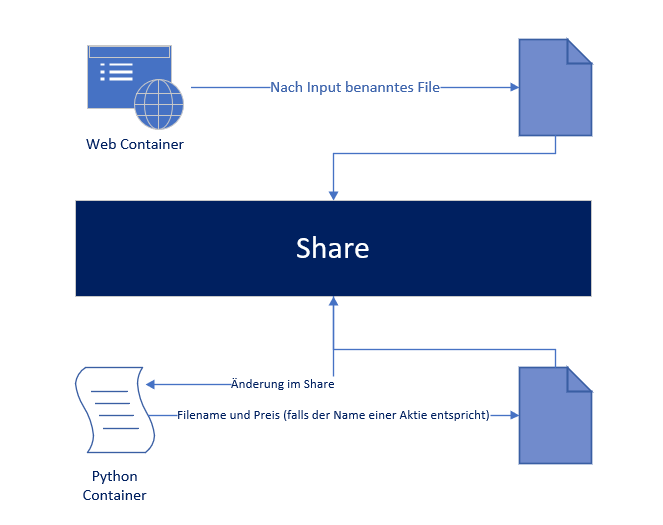 Nach Input benanntes File
Web Container
Share
Änderung im Share
Filename und Preis (falls der Name einer Aktie entspricht)
Python
Container